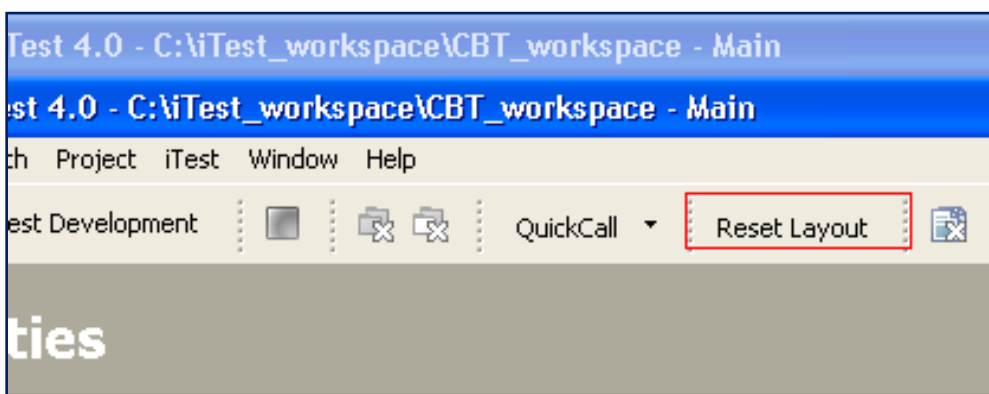 Test 4.0 - C:\iTest_workspace\CBT_workspace - Main
est 4.0 - C:\iTest_workspace\CBT_workspace - Main
ch Project iTest Window Help
est Development QuickCall Reset Layout
ties